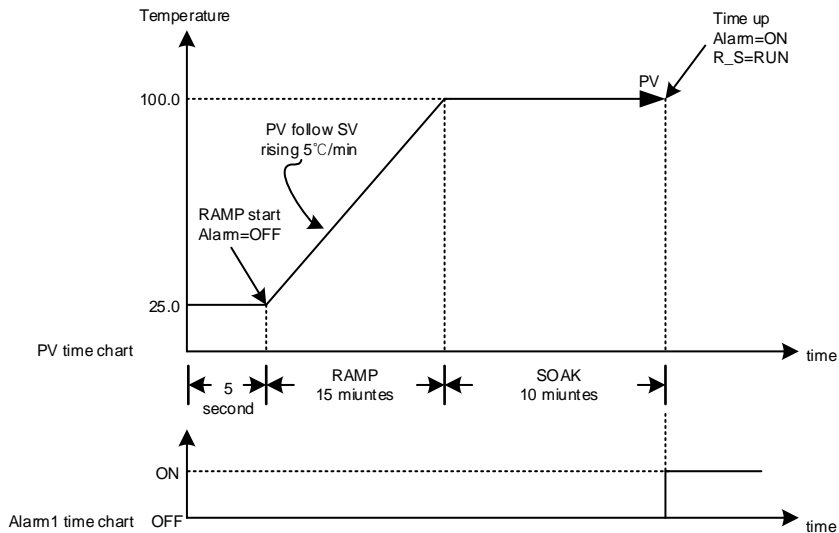 Temperature
Time up
Alarm=ON
R_S=RUN
PV
100.0
PV follow SV
rising 5℃/min
RAMP start
Alarm=OFF
25.0
PV time chart
time
5
second
RAMP
15 miuntes
SOAK
10 miuntes
ON
Alarm1 time chart
OFF
time